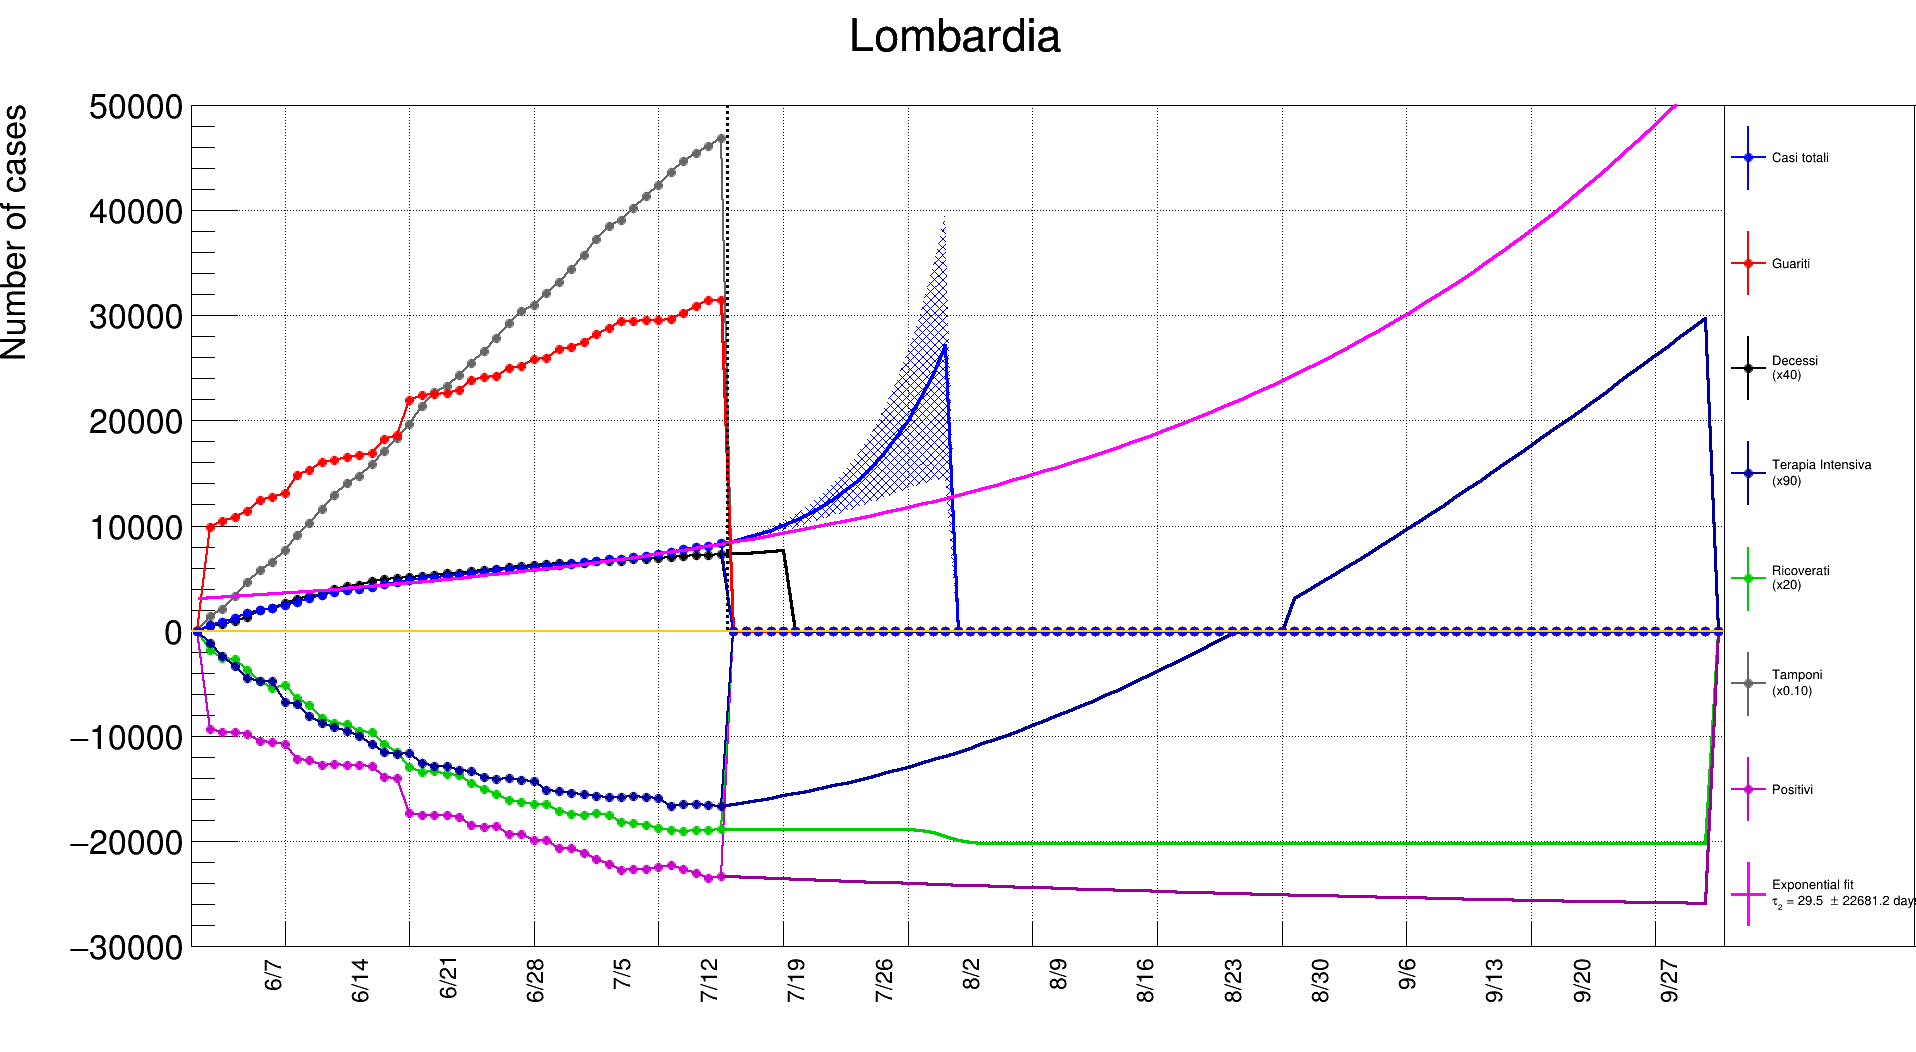 Lombardia
Number of cases
50000
40000
30000
20000
10000
0
−10000
−20000
−30000
6/7
6/14
6/21
6/28
7/5
7/12
7/19
7/26
8/2
8/9
8/16
8/23
8/30
9/6
9/13
9/20
9/27
Casi totali
Guariti
Decessi
(x40)
Terapia Intensiva
(x90)
Ricoverati
(x20)
Tamponi
(x0.10)
Positivi
Exponential fit
τ2 = 29.5 ± 22681.2 days